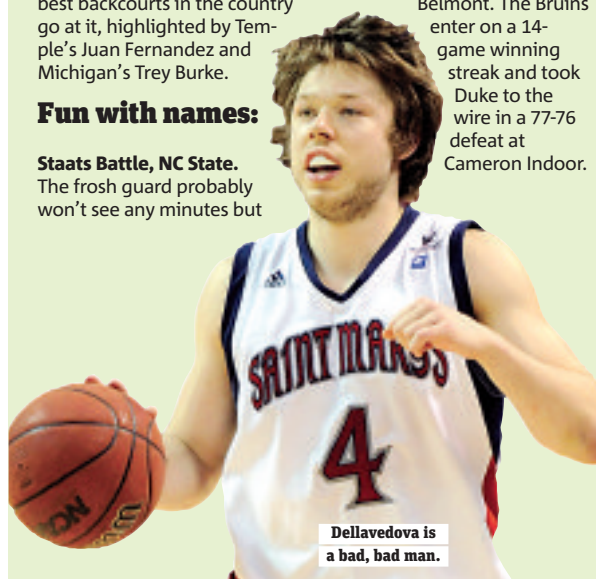 best backcourts in the country
go at it, highlighted by Tem-
ple's Juan Fernandez and
Michigan's Trey Burke.
Fun with names:
Staats Battle, NC State.
The frosh guard probably
won't see any minutes but
Belmont. The Bruins
enter on a 14-
game winning
streak and took
Duke to the
wire in a 77-76
defeat at
Cameron Indoor.
SAINT MARYS
4
NCAA
Dellavedova is
a bad, bad man.